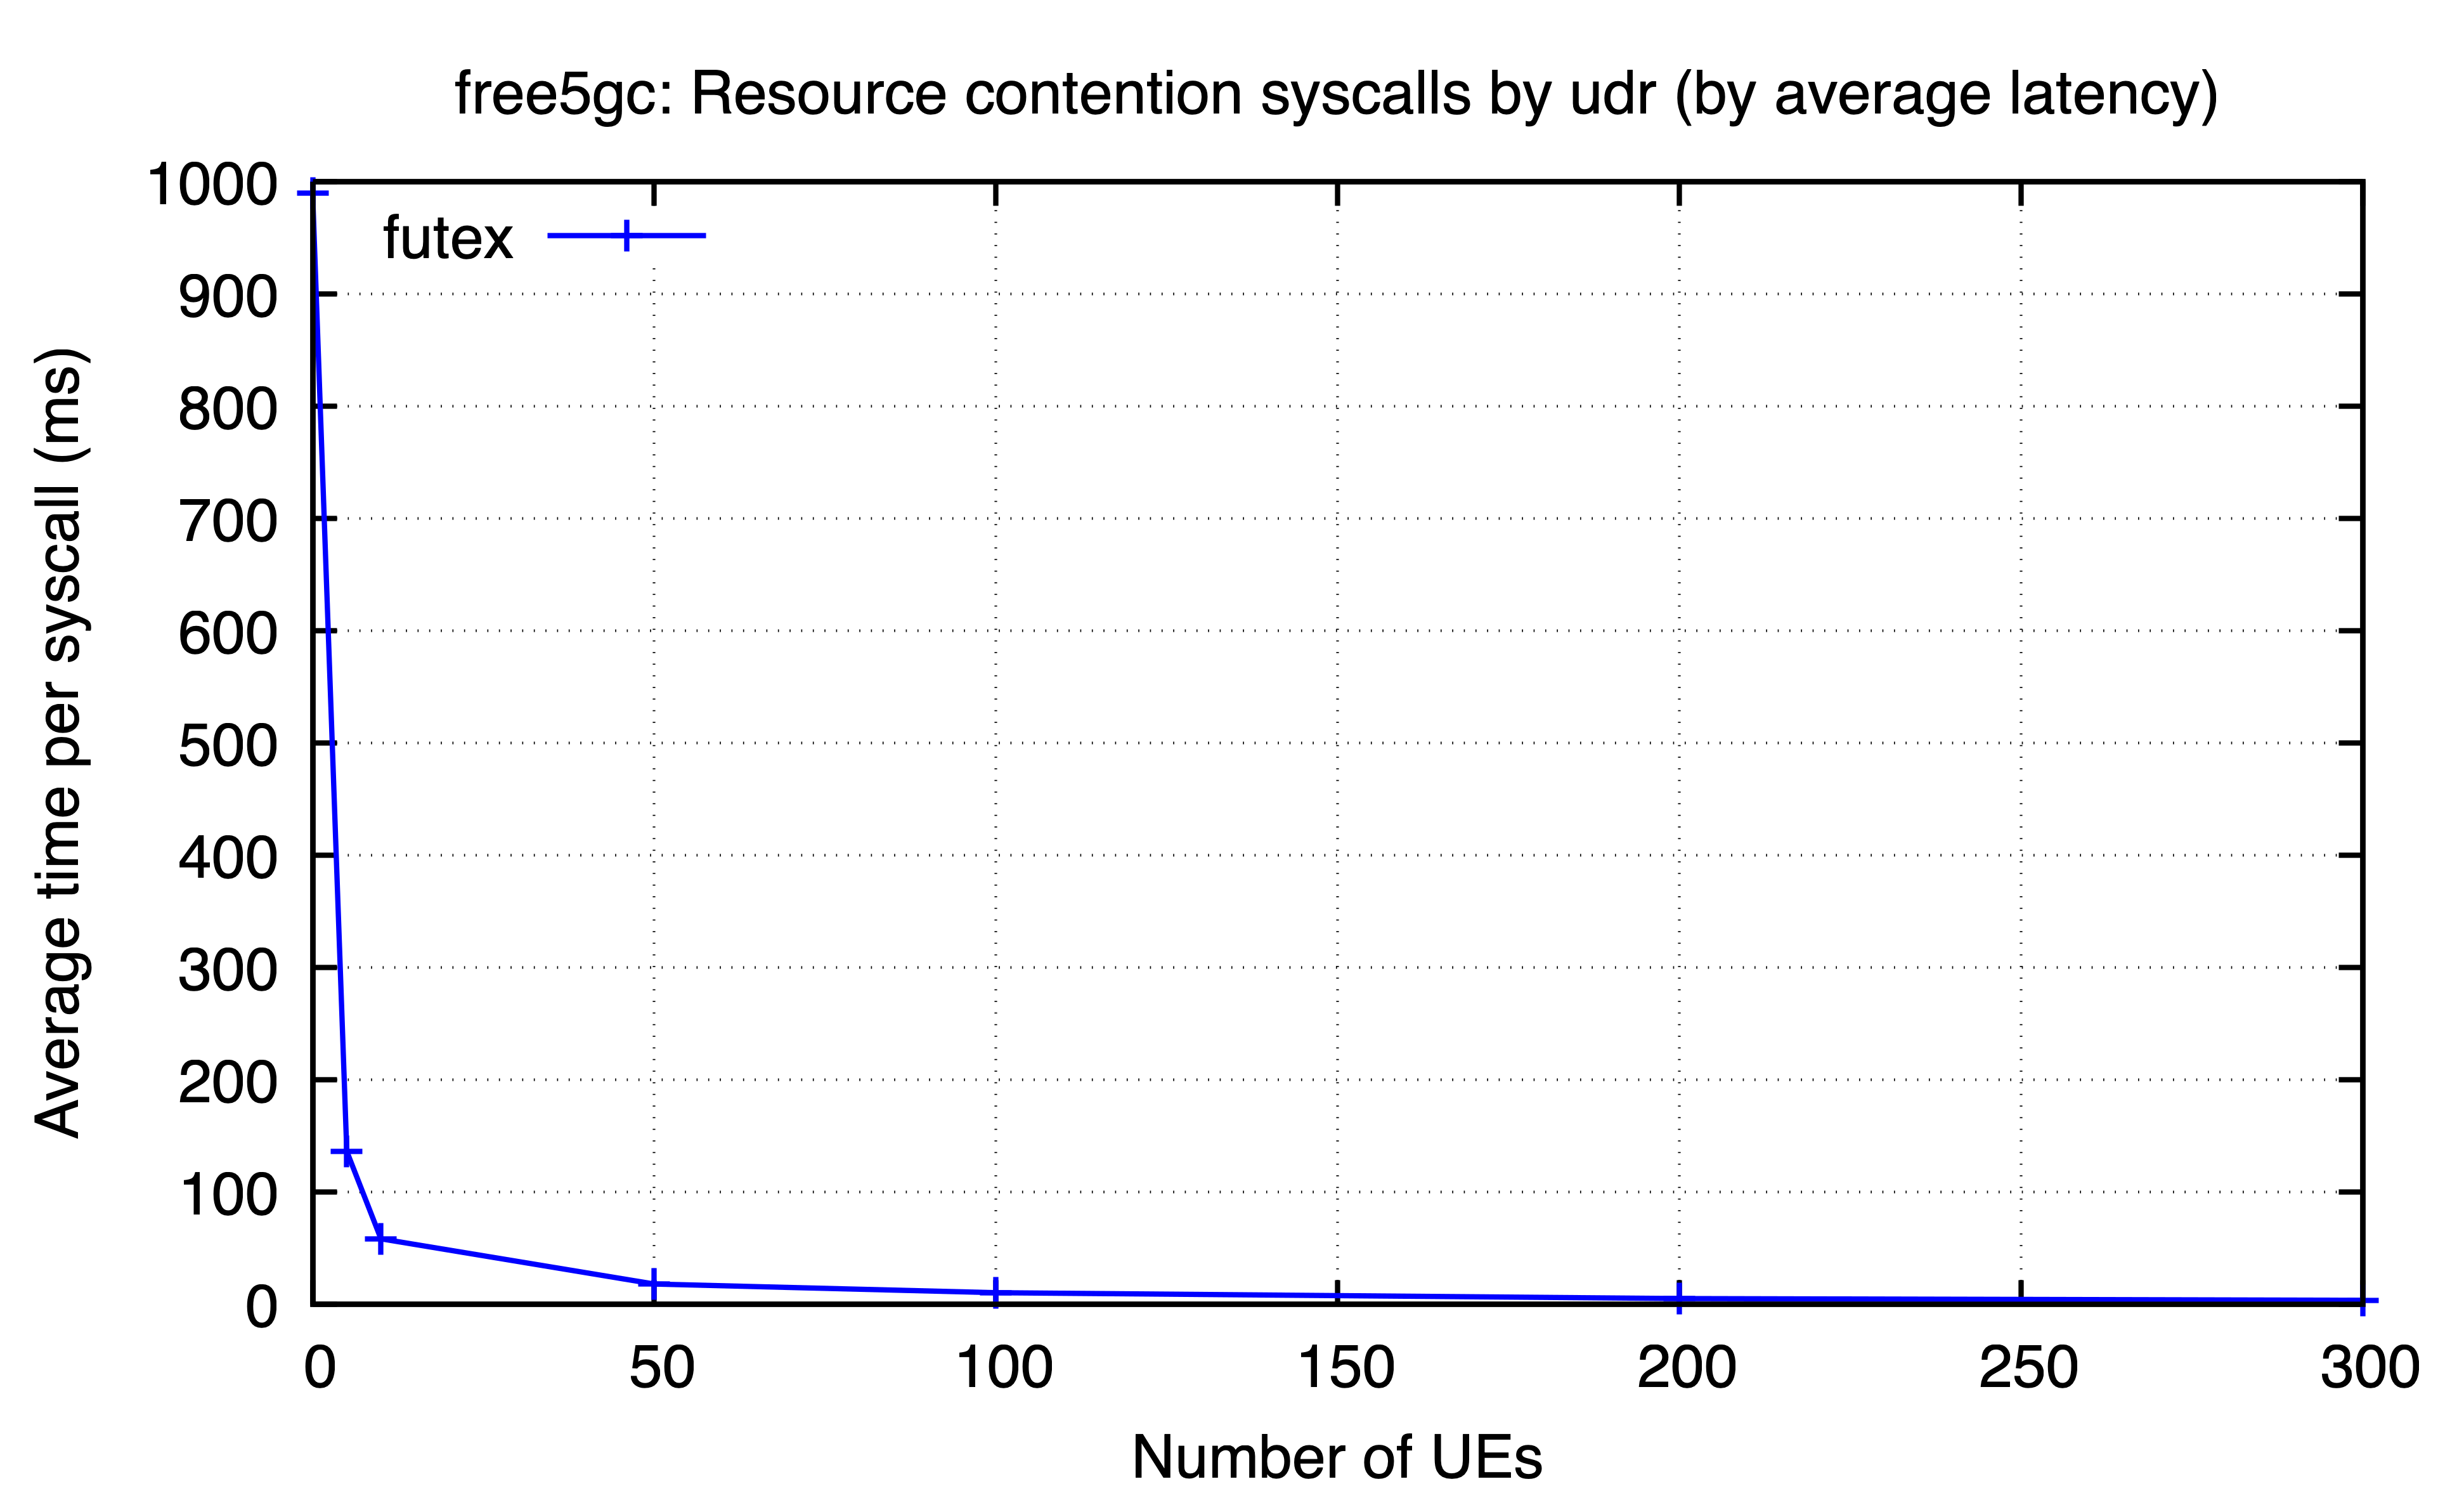 free5gc: Resource contention syscalls by udr (by average latency)
futex
Average time per syscall (ms)
1000
900
800
700
600
500
400
300
200
100
0
0 50 100 150 200 250 300
Number of UEs